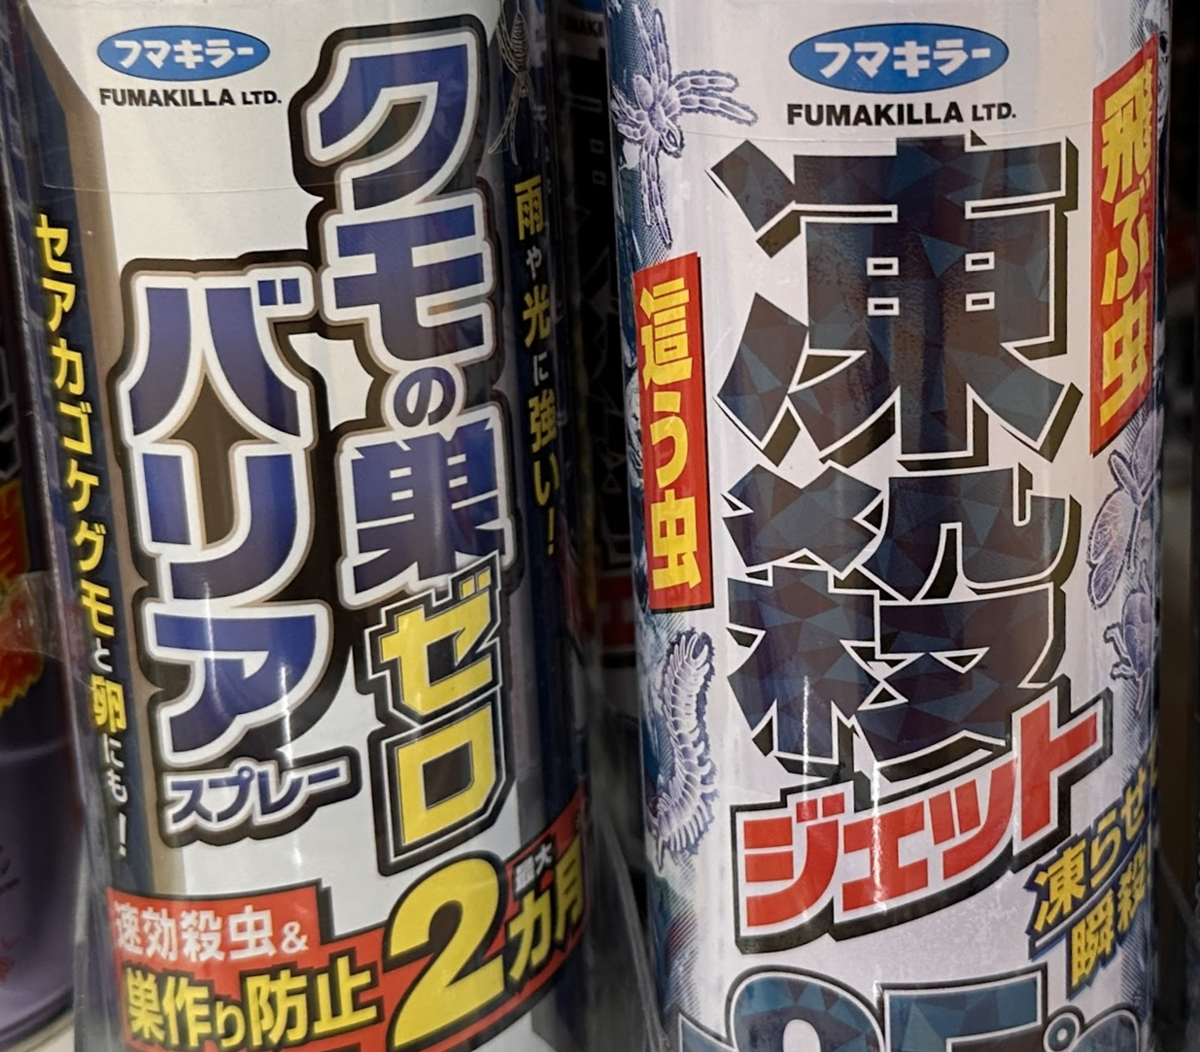 フマキラー
FUMAKILLA LTD.
クモの巣ゼロ
バリア
スプレー
雨や光に強い！
セアカゴケグモと卵にも！
速効殺虫&
巣作り防止
最大
2カ月
フマキラー
FUMAKILLA LTD.
凍殺
ジェット
飛ぶ虫
這う虫
凍らせ
瞬殺